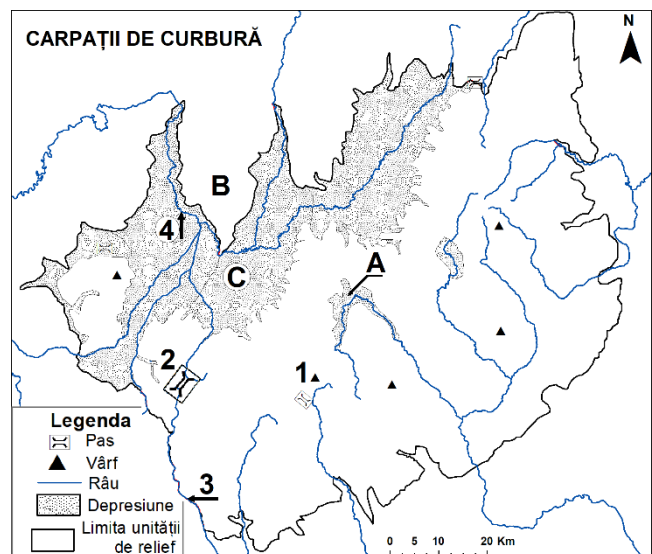 CARPAȚII DE CURBURĂ
N
B
4
C
A
2
1
3
Legenda
Pas
Vârf
Râu
Depresiune
Limita unității
de relief
0 5 10 20 Km